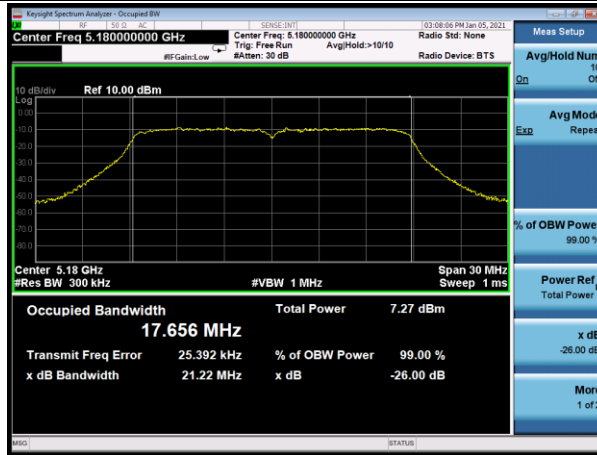 Keysight Spectrum Analyzer - Occupied BW
RF 50 Ω AC SENSE:INT 03:08:06 PM Jan 05, 2021
Center Freq 5.180000000 GHz
Center Freq: 5.180000000 GHz Radio Std: None
Trig: Free Run Avg|Hold:>10/10
#IFGain:Low #Atten: 30 dB Radio Device: BTS
10 dB/div Ref 10.00 dBm
Log
0.00
-10.0
-20.0
-30.0
-40.0
-50.0
-60.0
-70.0
-80.0
Center 5.18 GHz Span 30 MHz
#Res BW 300 kHz #VBW 1 MHz Sweep 1 ms
Occupied Bandwidth Total Power 7.27 dBm
17.656 MHz
Transmit Freq Error 25.392 kHz % of OBW Power 99.00 %
x dB Bandwidth 21.22 MHz x dB -26.00 dB
MSG STATUS
Meas Setup
Avg/Hold Num
10
On Of
Avg Mode
Exp Repea
% of OBW Power
99.00 %
Power Ref
Total Power
x dB
-26.00 dB
More
1 of 2